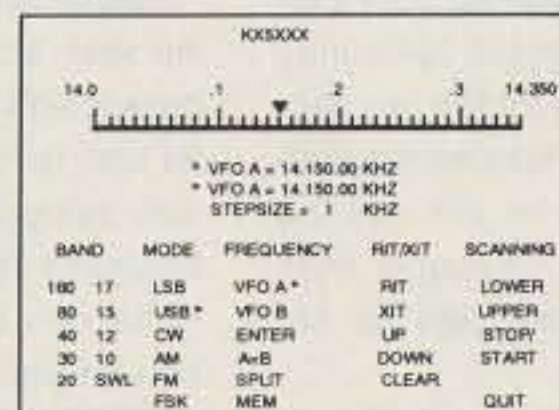 KX5XXX
14.0 .1 .2 .3 14.350
* VFO A = 14.150.00 KHZ
* VFO A = 14.150.00 KHZ
STEPSIZE = 1 KHZ
BAND MODE FREQUENCY RIT/XIT SCANNING
160 17 LSB VFO A * RIT LOWER
80 15 USB * VFO B XIT UPPER
40 12 CW ENTER UP STOP/
30 10 AM A=B DOWN START
20 SWL FM SPLIT CLEAR
FSK MEM QUIT